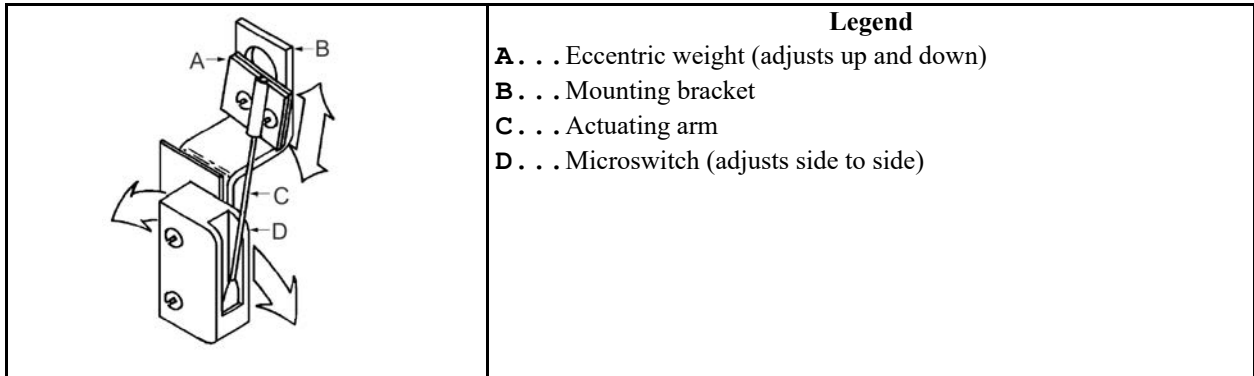 A
B
C
D
Legend
A...Eccentric weight (adjusts up and down)
B...Mounting bracket
C...Actuating arm
D...Microswitch (adjusts side to side)